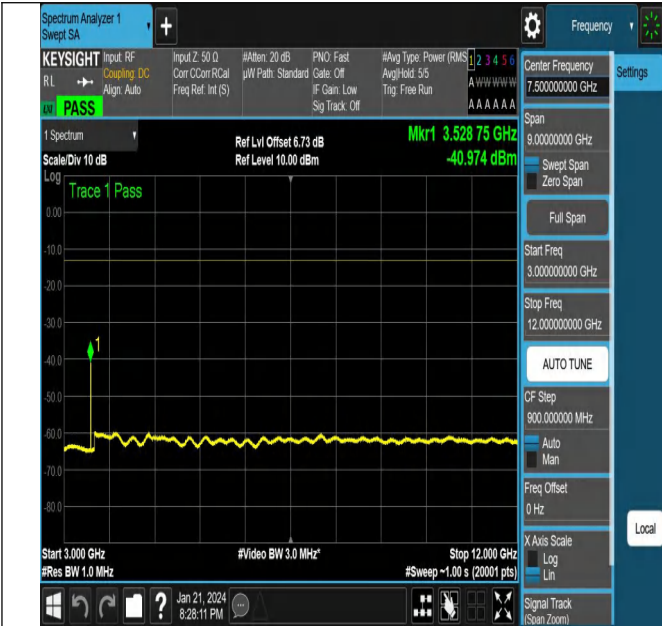 Spectrum Analyzer 1
Swept SA
+
Frequency
KEYSIGHT
RL
LXI
PASS
Input: RF
Coupling: DC
Align: Auto
Input Z: 50 Ω
Corr CCorr RCal
Freq Ref: Int (S)
#Atten: 20 dB
µW Path: Standard
PNO: Fast
Gate: Off
IF Gain: Low
Sig Track: Off
#Avg Type: Power (RMS
Avg|Hold: 5/5
Trig: Free Run
1 2 3 4 5 6
A W W W W W
A A A A A A
1 Spectrum
Scale/Div 10 dB
Ref Lvl Offset 6.73 dB
Ref Level 10.00 dBm
Mkr1 3.528 75 GHz
-40.974 dBm
Log
Trace 1 Pass
0.00
-10.0
-20.0
-30.0
1
-40.0
-50.0
-60.0
-70.0
-80.0
Start 3.000 GHz
#Res BW 1.0 MHz
#Video BW 3.0 MHz*
Stop 12.000 GHz
#Sweep ~1.00 s (20001 pts)
?
Jan 21, 2024
8:28:11 PM
Center Frequency
7.500000000 GHz
Settings
Span
9.00000000 GHz
Swept Span
Zero Span
Full Span
Start Freq
3.000000000 GHz
Stop Freq
12.000000000 GHz
AUTO TUNE
CF Step
900.000000 MHz
Auto
Man
Freq Offset
0 Hz
Local
X Axis Scale
Log
Lin
Signal Track
(Span Zoom)